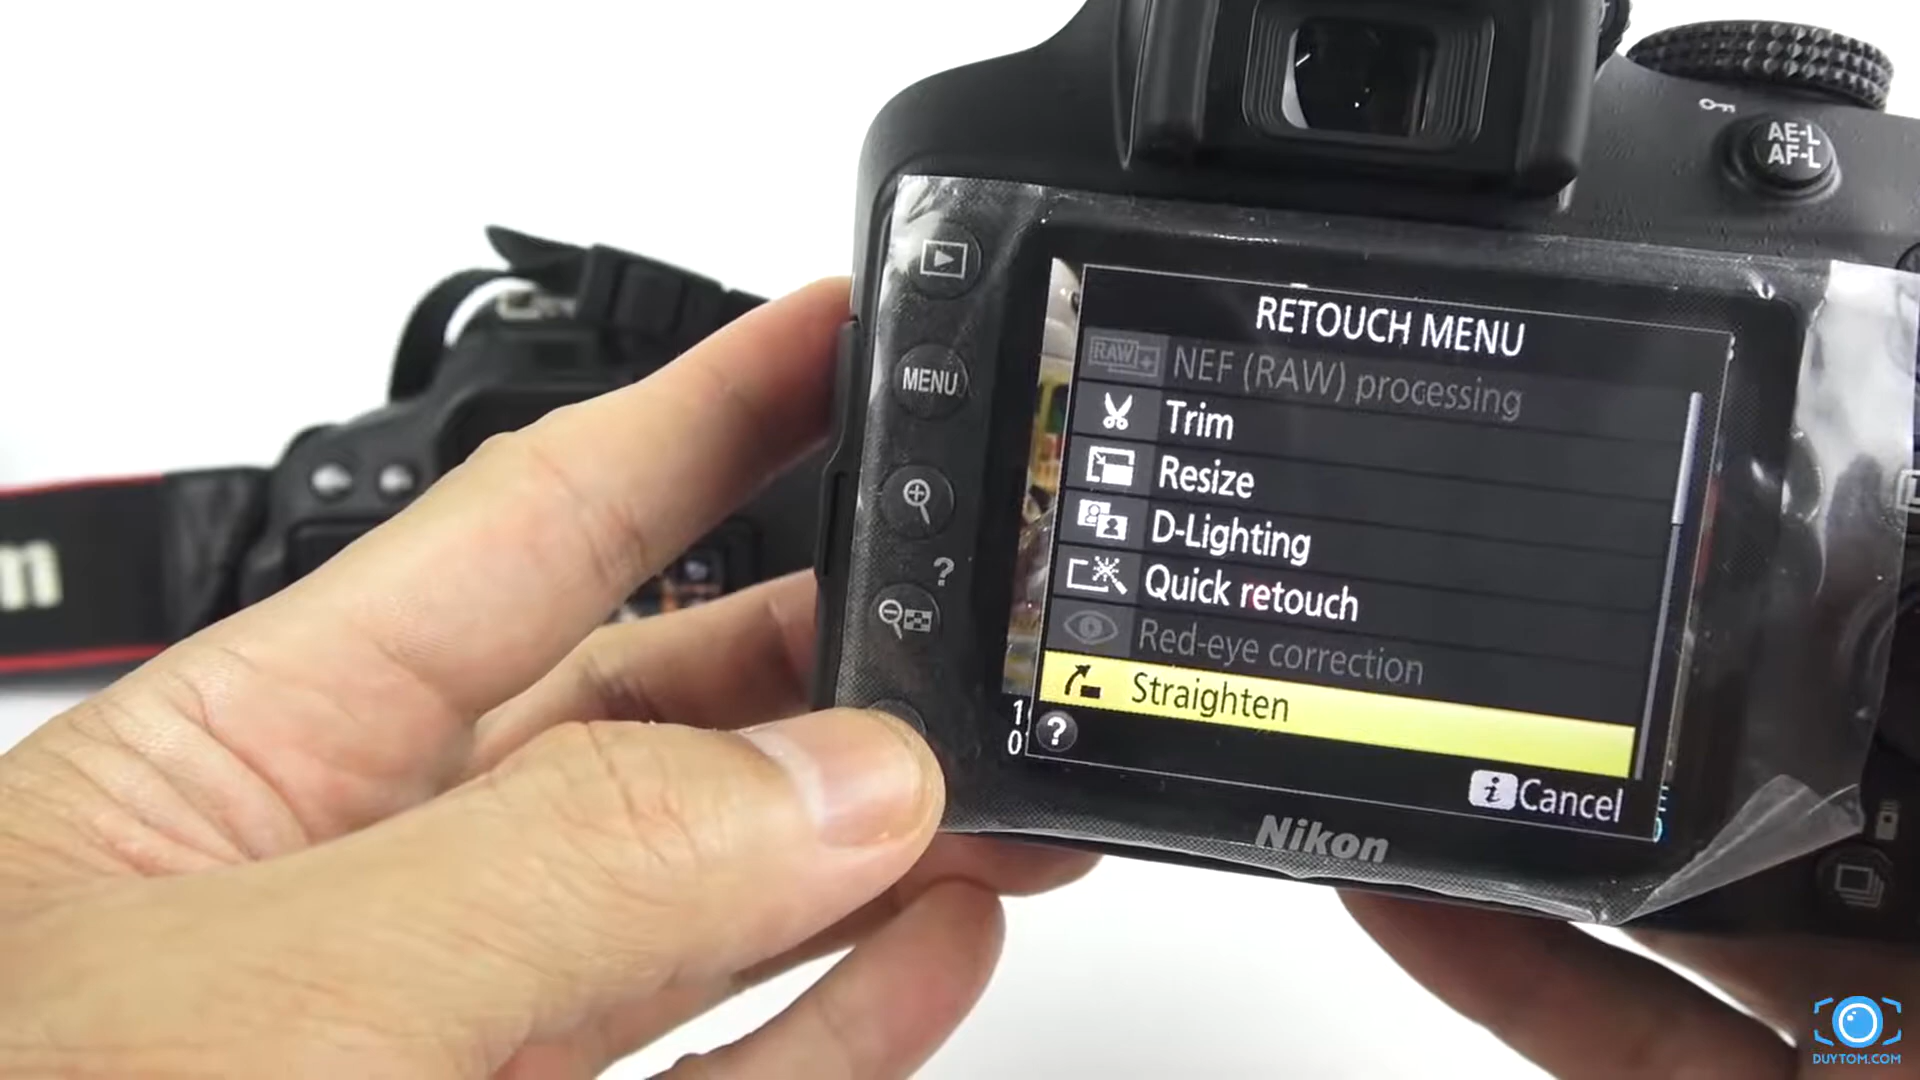 AE-L
AF-L
MENU
?
RETOUCH MENU
RAW
NEF (RAW) processing
Trim
Resize
D-Lighting
Quick retouch
Red-eye correction
Straighten
?
i Cancel
Nikon
n
DUYTOM.COM